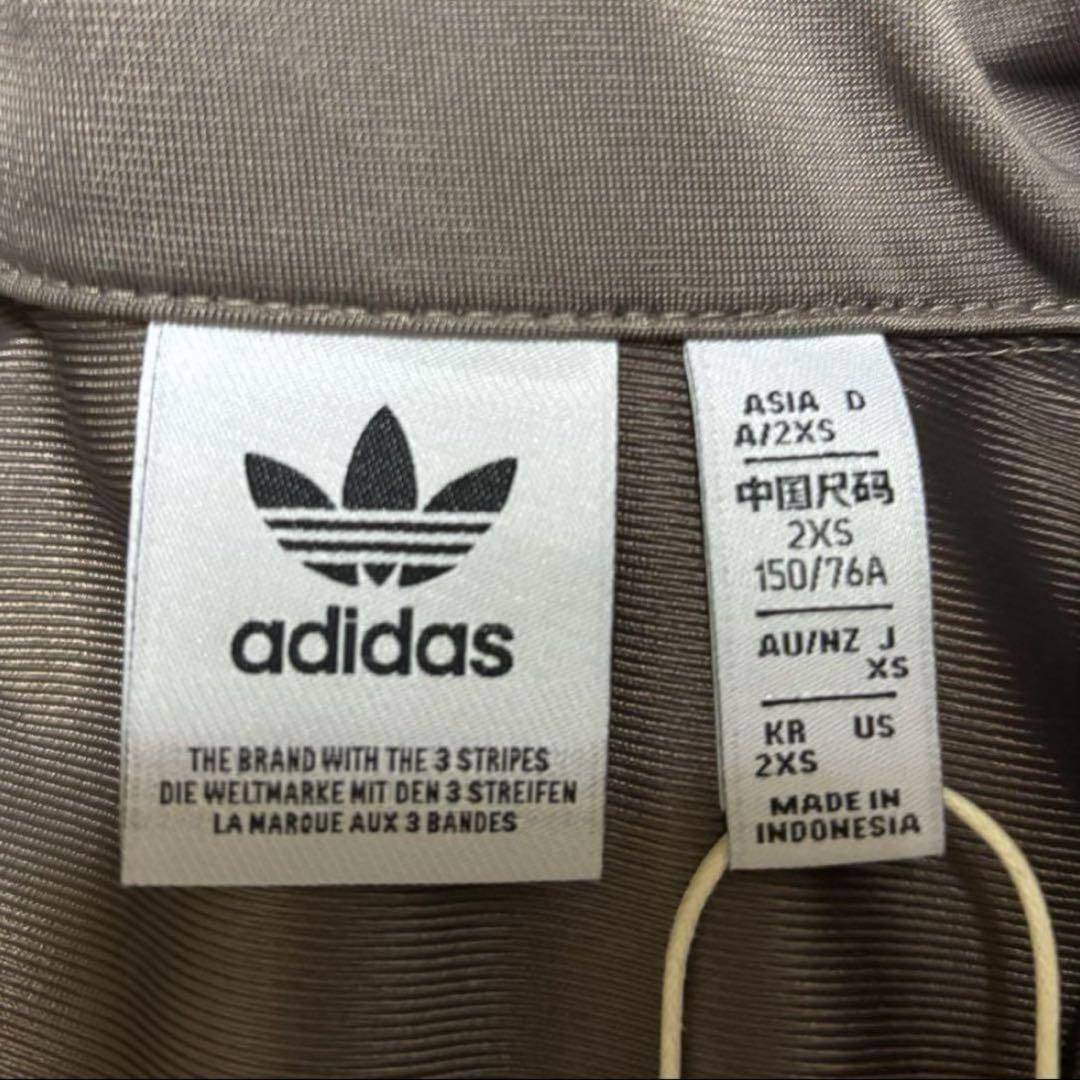 adidas
THE BRAND WITH THE 3 STRIPES
DIE WELTMARKE MIT DEN 3 STREIFEN
LA MARQUE AUX 3 BANDES
ASIA D
A/2XS
中国尺码
2XS
150/76A
AU/NZ J
XS
KR US
2XS
MADE IN
INDONESIA